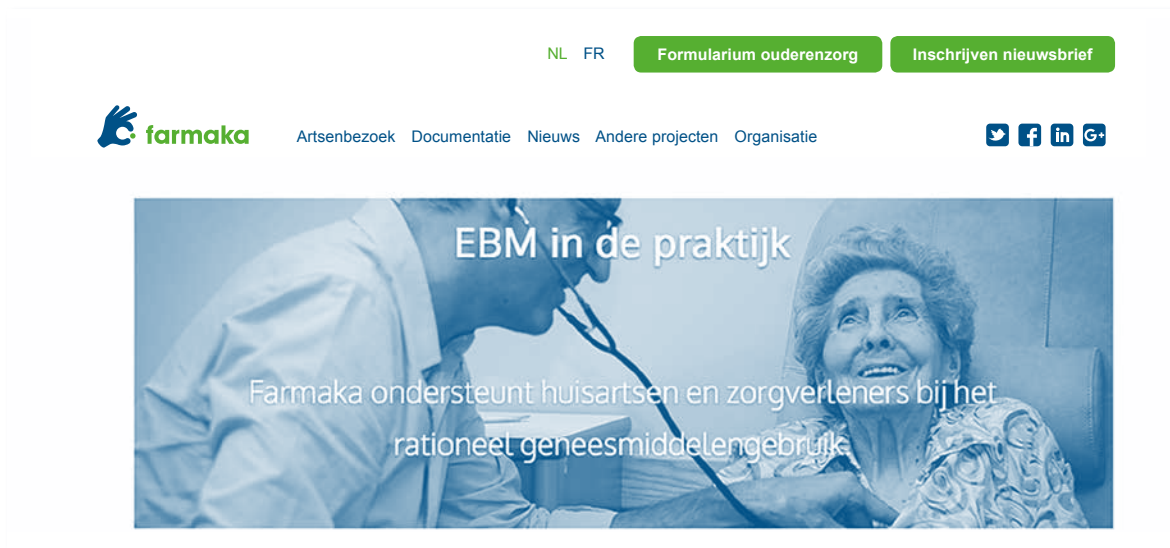 NL FR Formularium ouderenzorg Inschrijven nieuwsbrief
farmaka Artsenbezoek Documentatie Nieuws Andere projecten Organisatie
EBM in de praktijk
Farmaka ondersteunt huisartsen en zorgverleners bij het
rationeel geneesmiddelengebruik